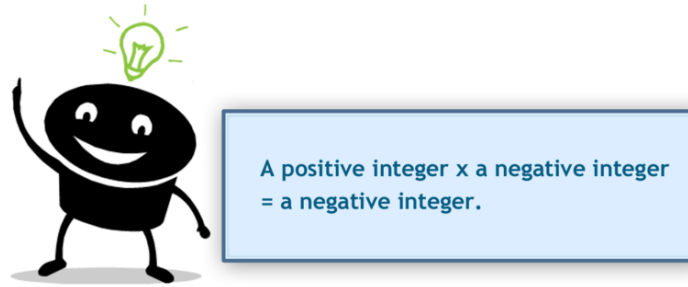 A positive integer x a negative integer
= a negative integer.